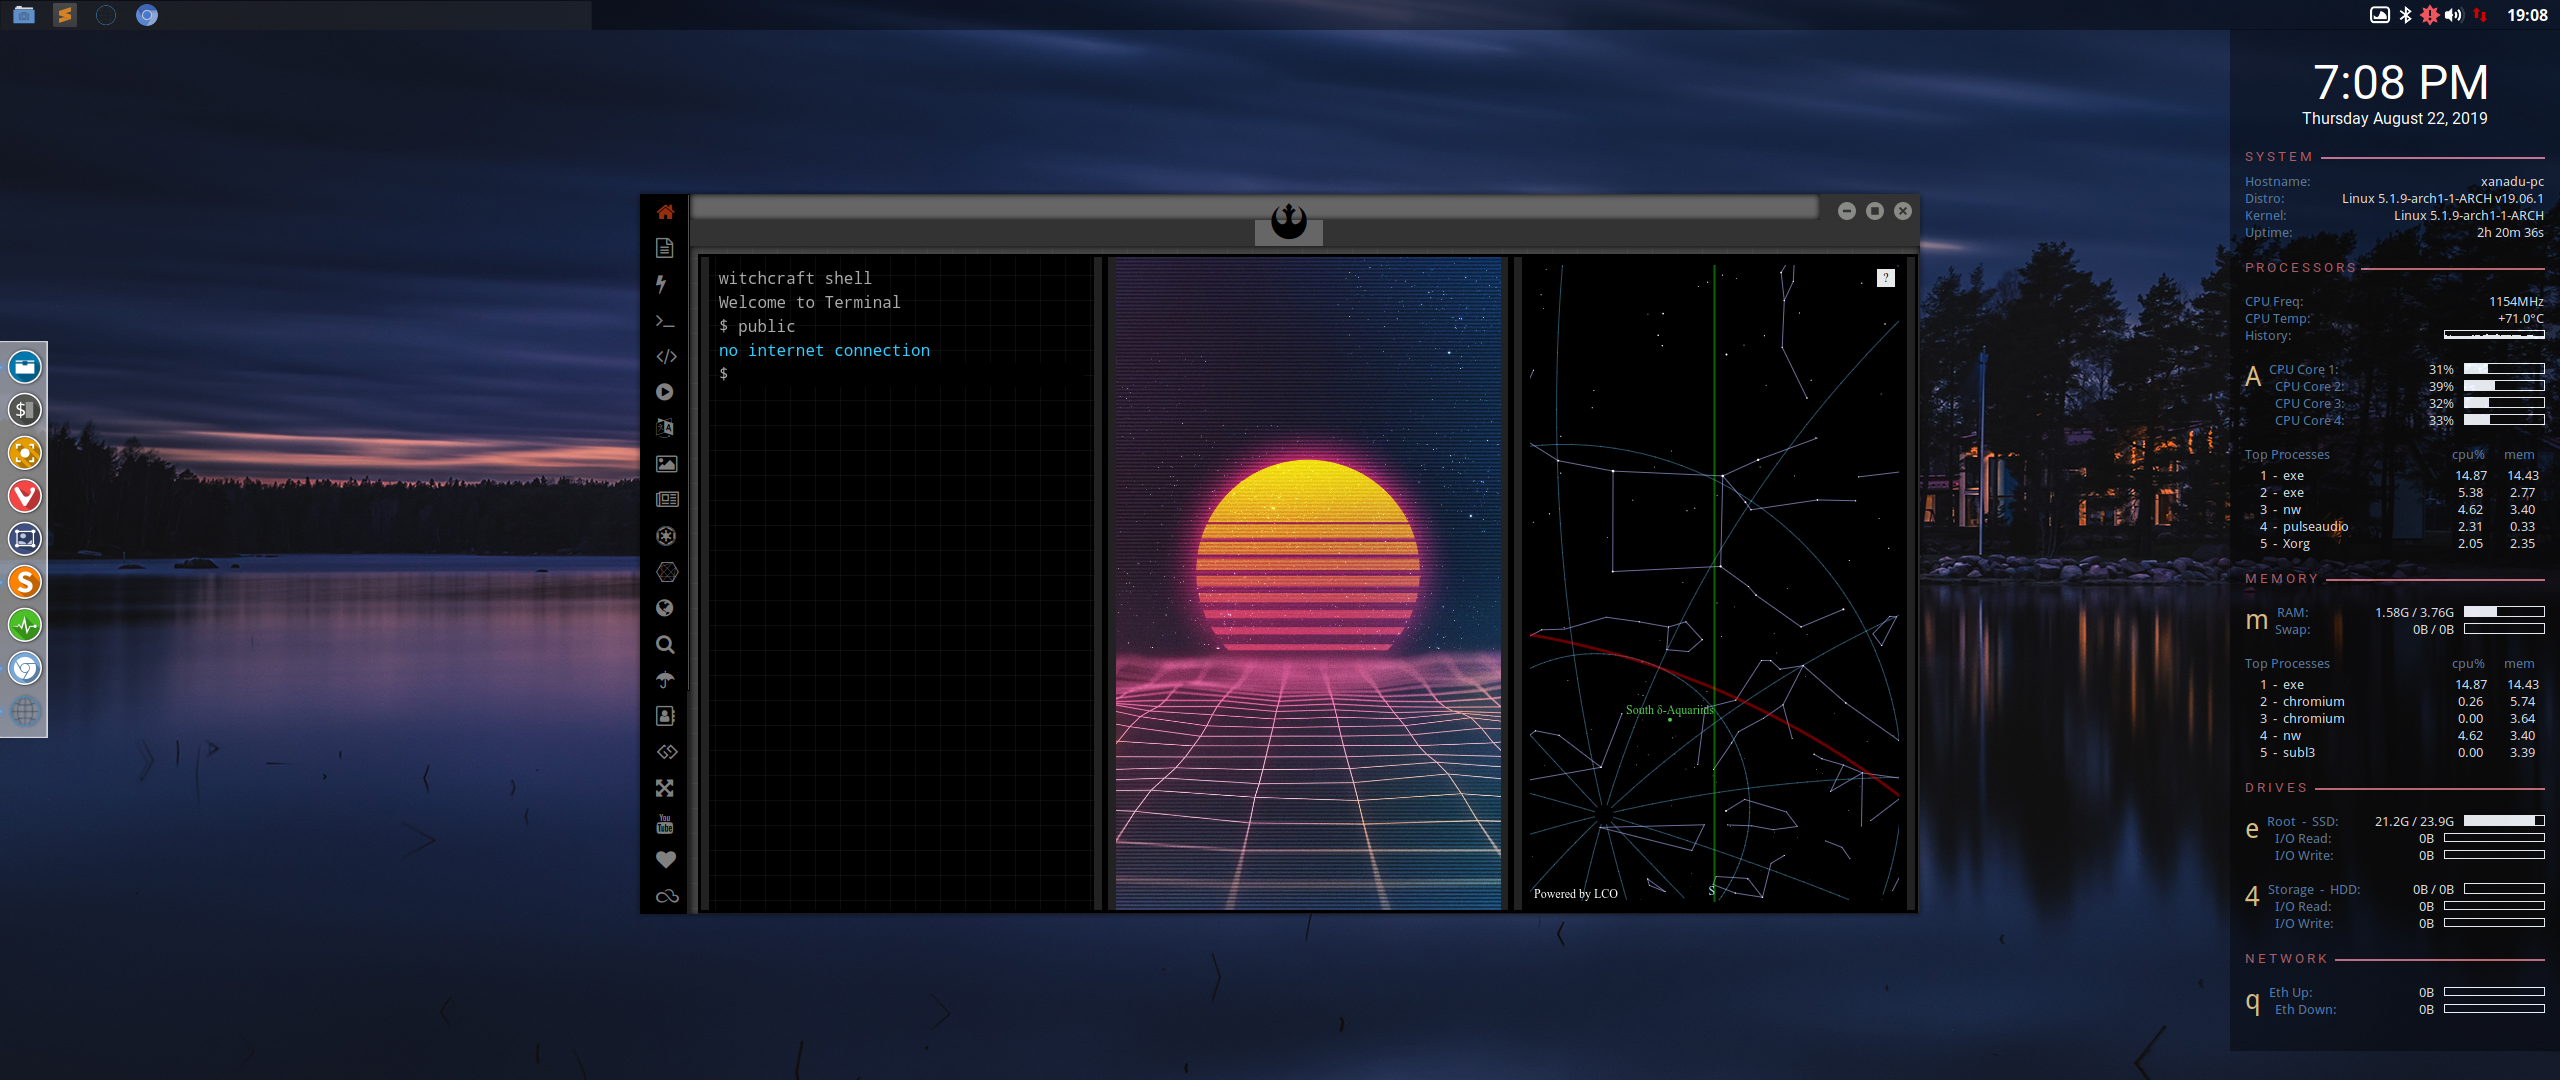 19:08
7:08 PM
Thursday August 22, 2019
SYSTEM
Hostname: xanadu-pc
Distro: Linux 5.1.9-arch1-1-ARCH v19.06.1
Kernel: Linux 5.1.9-arch1-1-ARCH
Uptime: 2h 20m 36s
PROCESSORS
CPU Freq: 1154MHz
CPU Temp: +71.0°C
History:
A CPU Core 1: 31%
CPU Core 2: 39%
CPU Core 3: 32%
CPU Core 4: 33%
Top Processes cpu% mem
1 - exe 14.87 14.43
2 - exe 5.38 2.77
3 - nw 4.62 3.40
4 - pulseaudio 2.31 0.33
5 - Xorg 2.05 2.35
MEMORY
m RAM: 1.58G / 3.76G
Swap: 0B / 0B
Top Processes cpu% mem
1 - exe 14.87 14.43
2 - chromium 0.26 5.74
3 - chromium 0.00 3.64
4 - nw 4.62 3.40
5 - subl3 0.00 3.39
DRIVES
e Root - SSD: 21.2G / 23.9G
I/O Read: 0B
I/O Write: 0B
4 Storage - HDD: 0B / 0B
I/O Read: 0B
I/O Write: 0B
NETWORK
q Eth Up: 0B
Eth Down: 0B
witchcraft shell
Welcome to Terminal
$ public
no internet connection
$
?
South δ-Aquariids
Powered by LCO
S
You
Tube